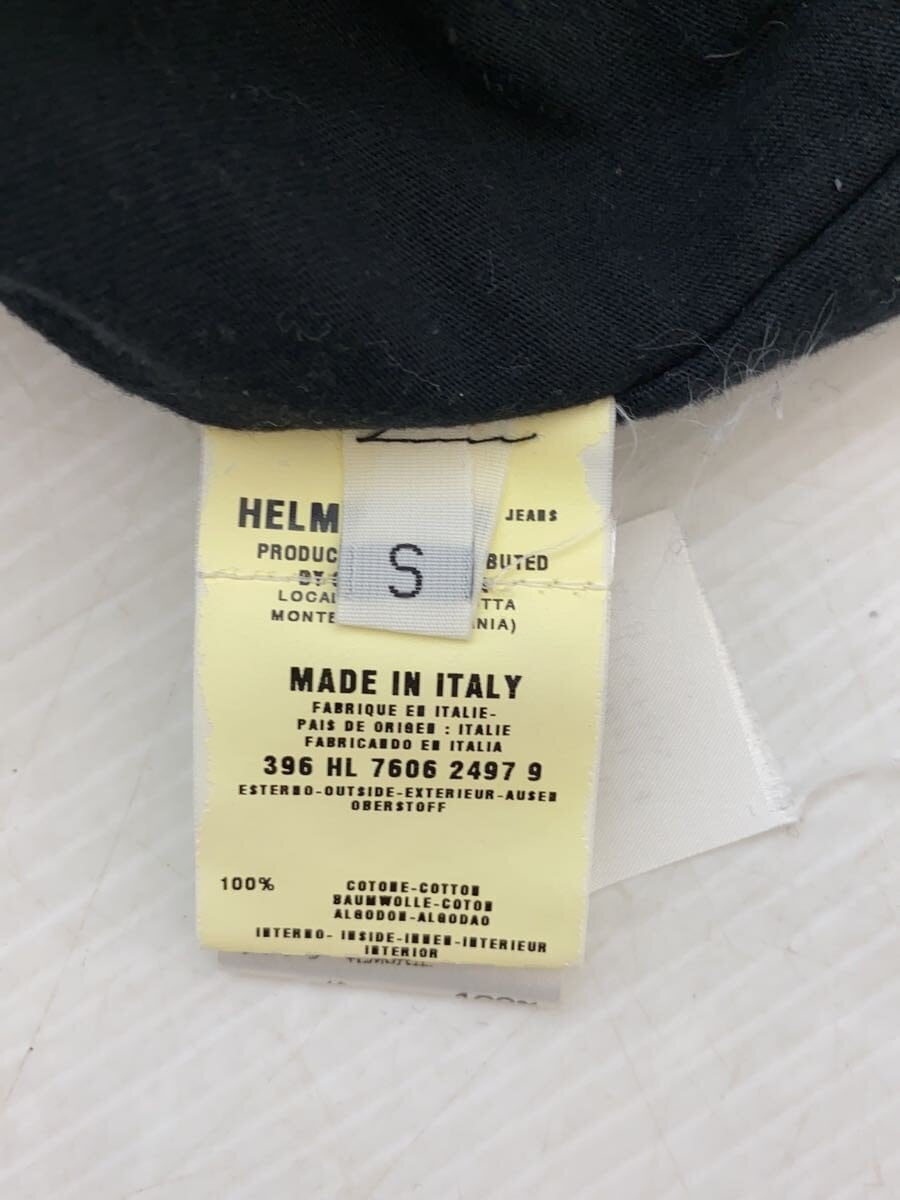 HELM JEANS
S
PRODUC BUTED
BY
LOCAL TTA
MONTE NIA)
MADE IN ITALY
FABRIQUE EN ITALIE-
PAIS DE ORIGEN : ITALIE
FABRICANDO EN ITALIA
396 HL 7606 2497 9
ESTERNO-OUTSIDE-EXTERIEUR-AUSEN
OBERSTOFF
100% COTONE-COTTON
BAUMWOLLE-COTON
ALGODON-ALGODAO
INTERNO- INSIDE-INNEN-INTERIEUR
INTERIOR